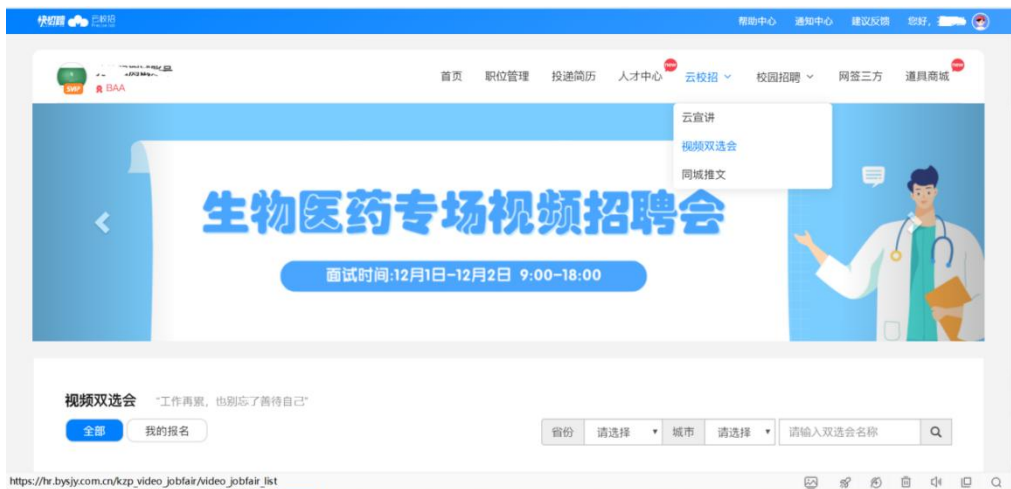 快招聘 云校招
帮助中心 通知中心 建议反馈 您好,
BAA
首页 职位管理 投递简历 人才中心 new 云校招 校园招聘 网签三方 道具商城 new
云宣讲
视频双选会
同城推文
生物医药专场视频招聘会
面试时间:12月1日-12月2日 9:00-18:00
视频双选会 "工作再累，也别忘了善待自己"
全部 我的报名 省份 请选择 城市 请选择 请输入双选会名称
https://hr.bysjy.com.cn/kzp_video_jobfair/video_jobfair_list